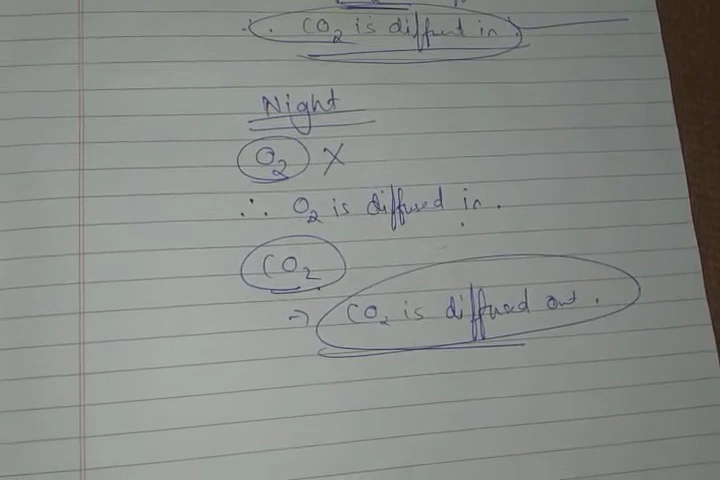 ∴ CO₂ is diffused in.
Night
O₂ X
∴ O₂ is diffused in.
CO₂
→ CO₂ is diffused out.